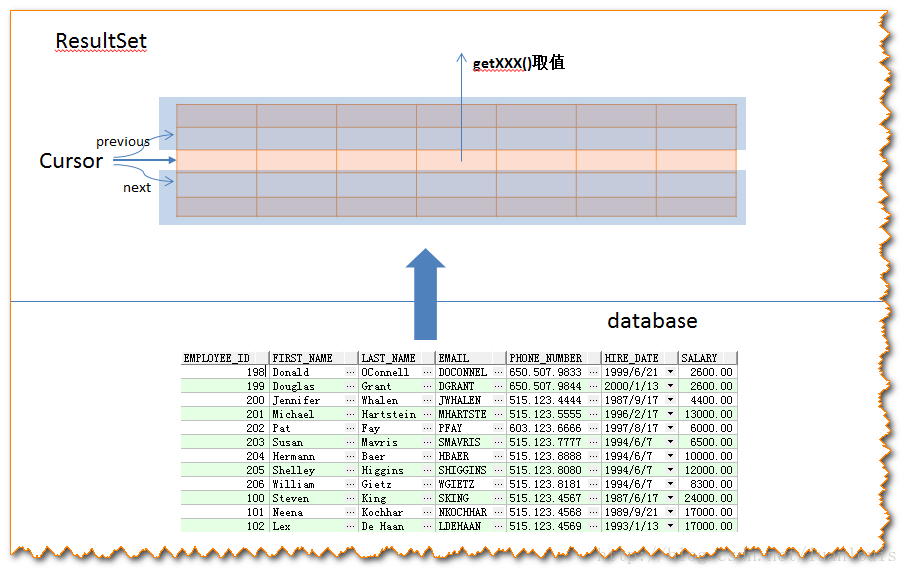 ResultSet
getXXX()取值
previous
Cursor
next
database
EMPLOYEE_ID FIRST_NAME LAST_NAME EMAIL PHONE_NUMBER HIRE_DATE SALARY
198 Donald ... OConnell ... DOCONNEL ... 650.507.9833 ... 1999/6/21 2600.00
199 Douglas ... Grant ... DGRANT ... 650.507.9844 ... 2000/1/13 2600.00
200 Jennifer ... Whalen ... JWHALEN ... 515.123.4444 ... 1987/9/17 4400.00
201 Michael ... Hartstein ... MHARTSTE ... 515.123.5555 ... 1996/2/17 13000.00
202 Pat ... Fay ... PFAY ... 603.123.6666 ... 1997/8/17 6000.00
203 Susan ... Mavris ... SMAVRIS ... 515.123.7777 ... 1994/6/7 6500.00
204 Hermann ... Baer ... HBAER ... 515.123.8888 ... 1994/6/7 10000.00
205 Shelley ... Higgins ... SHIGGINS ... 515.123.8080 ... 1994/6/7 12000.00
206 William ... Gietz ... WGIETZ ... 515.123.8181 ... 1994/6/7 8300.00
100 Steven ... King ... SKING ... 515.123.4567 ... 1987/6/17 24000.00
101 Neena ... Kochhar ... NKOCHHAR ... 515.123.4568 ... 1989/9/21 17000.00
102 Lex ... De Haan ... LDEHAAN ... 515.123.4569 ... 1993/1/13 17000.00